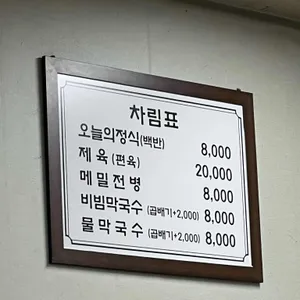 차림표
오늘의정식(백반) 8,000
제육(편육) 20,000
메밀전병 8,000
비빔막국수 (곱배기+2,000) 8,000
물막국수 (곱배기+2,000) 8,000